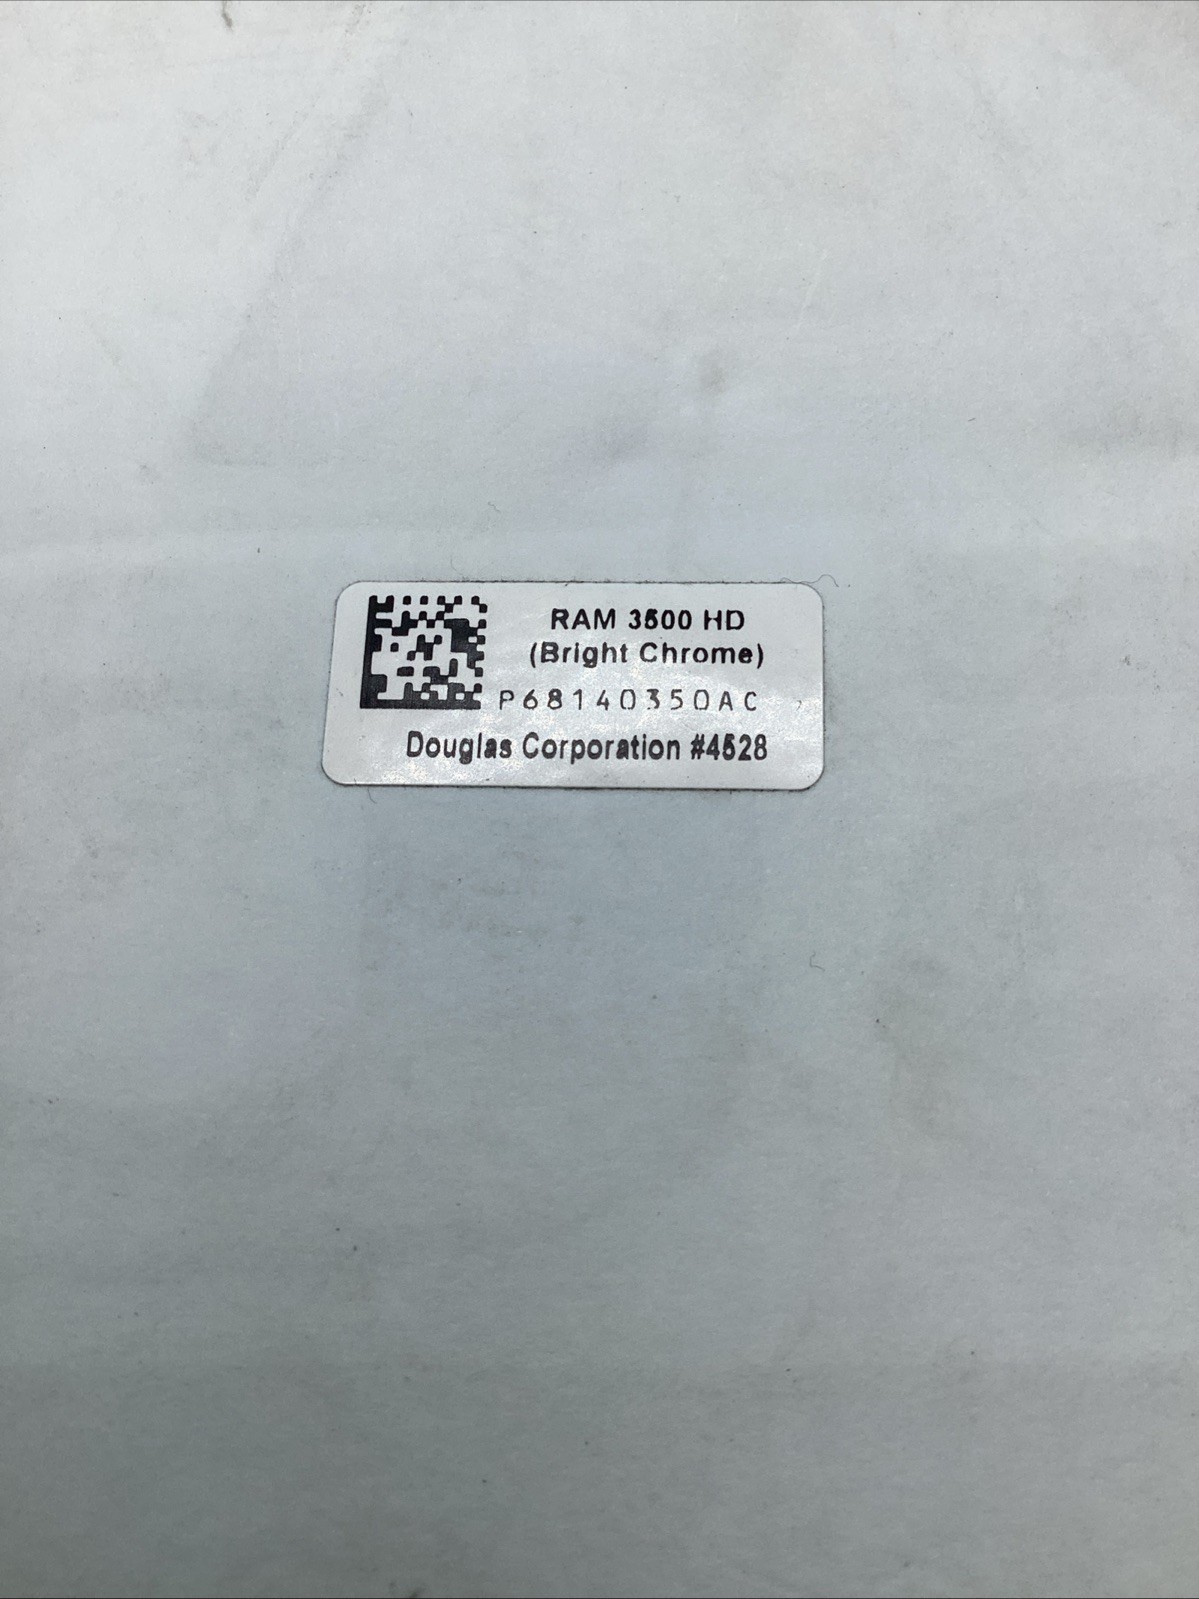 RAM 3500 HD
(Bright Chrome)
P68140350AC
Douglas Corporation #4528